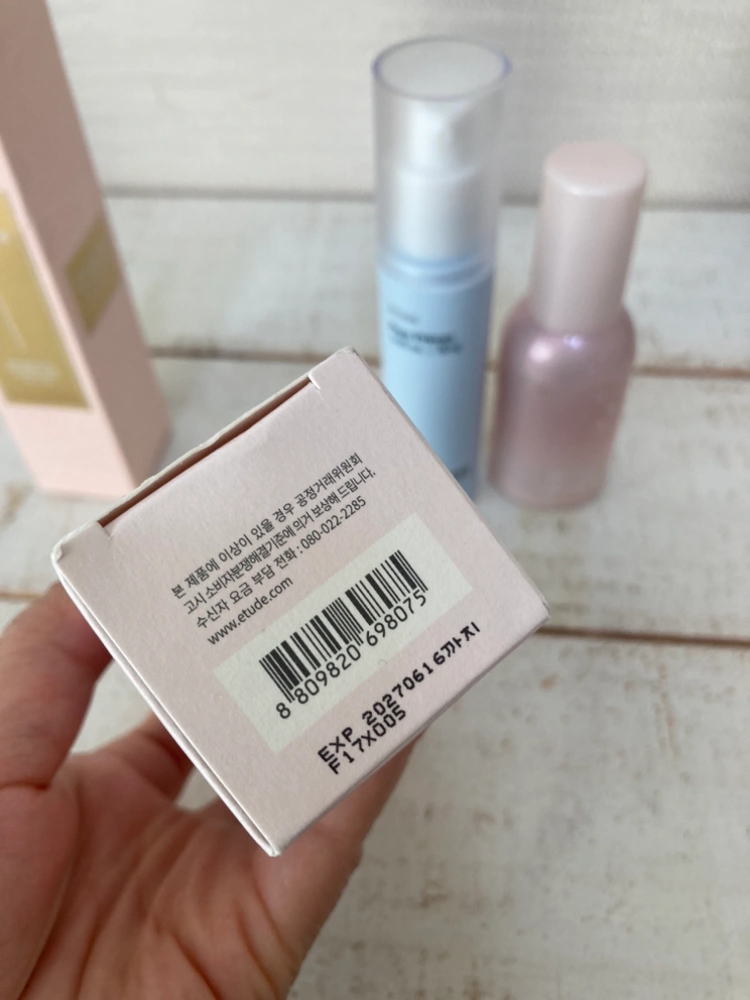 본 제품에 이상이 있을 경우 공정거래위원회
고시 소비자분쟁해결기준에 의거 보상해 드립니다.
수신자 요금 부담 전화 : 080-022-2285
www.etude.com
8 809820 698075
EXP 20270616까지
F17X005